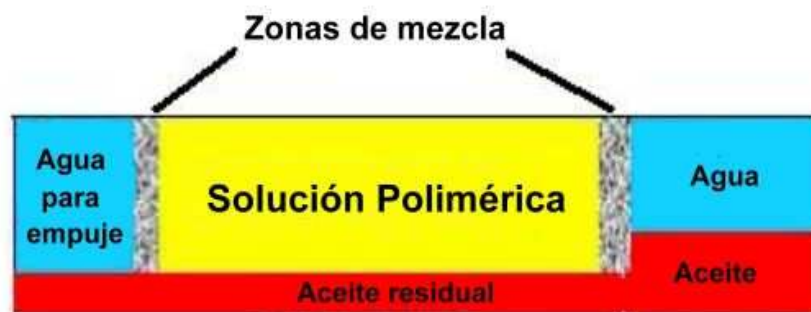 Zonas de mezcla
Agua
para
empuje
Solución Polimérica
Agua
Aceite
Aceite residual